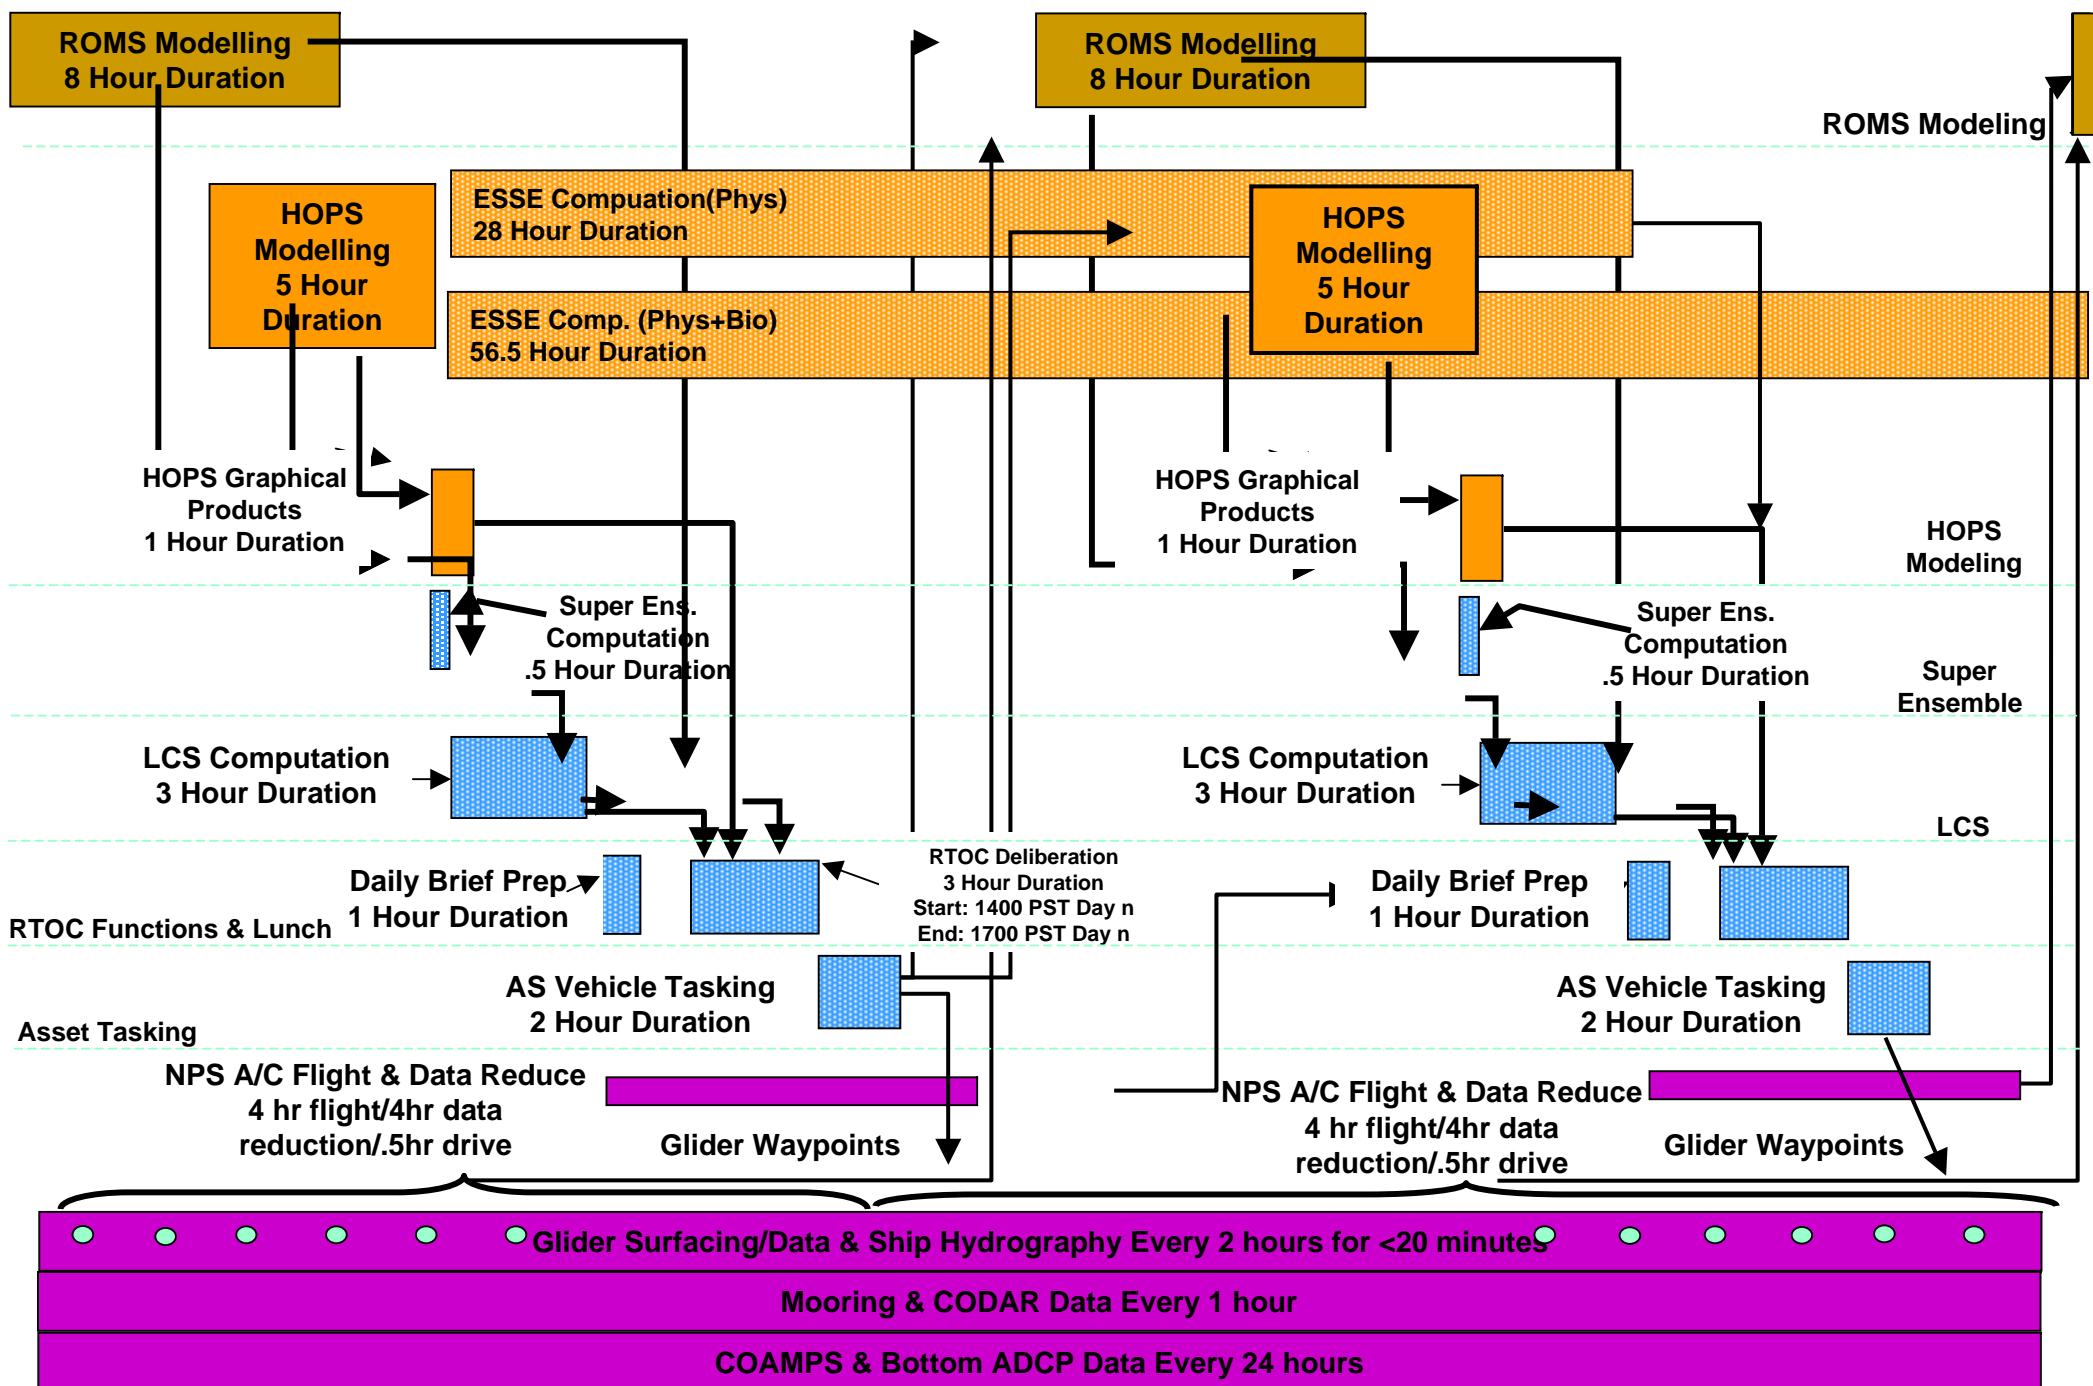 ROMS Modelling
8 Hour Duration
ROMS Modelling
8 Hour Duration
ROMS Modeling
HOPS
Modelling
5 Hour
Duration
ESSE Compuation(Phys)
28 Hour Duration
HOPS
Modelling
5 Hour
Duration
ESSE Comp. (Phys+Bio)
56.5 Hour Duration
HOPS Graphical
Products
1 Hour Duration
HOPS Graphical
Products
1 Hour Duration
HOPS
Modeling
Super Ens.
Computation
.5 Hour Duration
Super Ens.
Computation
.5 Hour Duration
Super
Ensemble
LCS Computation
3 Hour Duration
LCS Computation
3 Hour Duration
LCS
Daily Brief Prep
1 Hour Duration
RTOC Deliberation
3 Hour Duration
Start: 1400 PST Day n
End: 1700 PST Day n
Daily Brief Prep
1 Hour Duration
RTOC Functions & Lunch
AS Vehicle Tasking
2 Hour Duration
AS Vehicle Tasking
2 Hour Duration
Asset Tasking
NPS A/C Flight & Data Reduce
4 hr flight/4hr data
reduction/.5hr drive
Glider Waypoints
NPS A/C Flight & Data Reduce
4 hr flight/4hr data
reduction/.5hr drive
Glider Waypoints
Glider Surfacing/Data & Ship Hydrography Every 2 hours for <20 minutes
Mooring & CODAR Data Every 1 hour
COAMPS & Bottom ADCP Data Every 24 hours